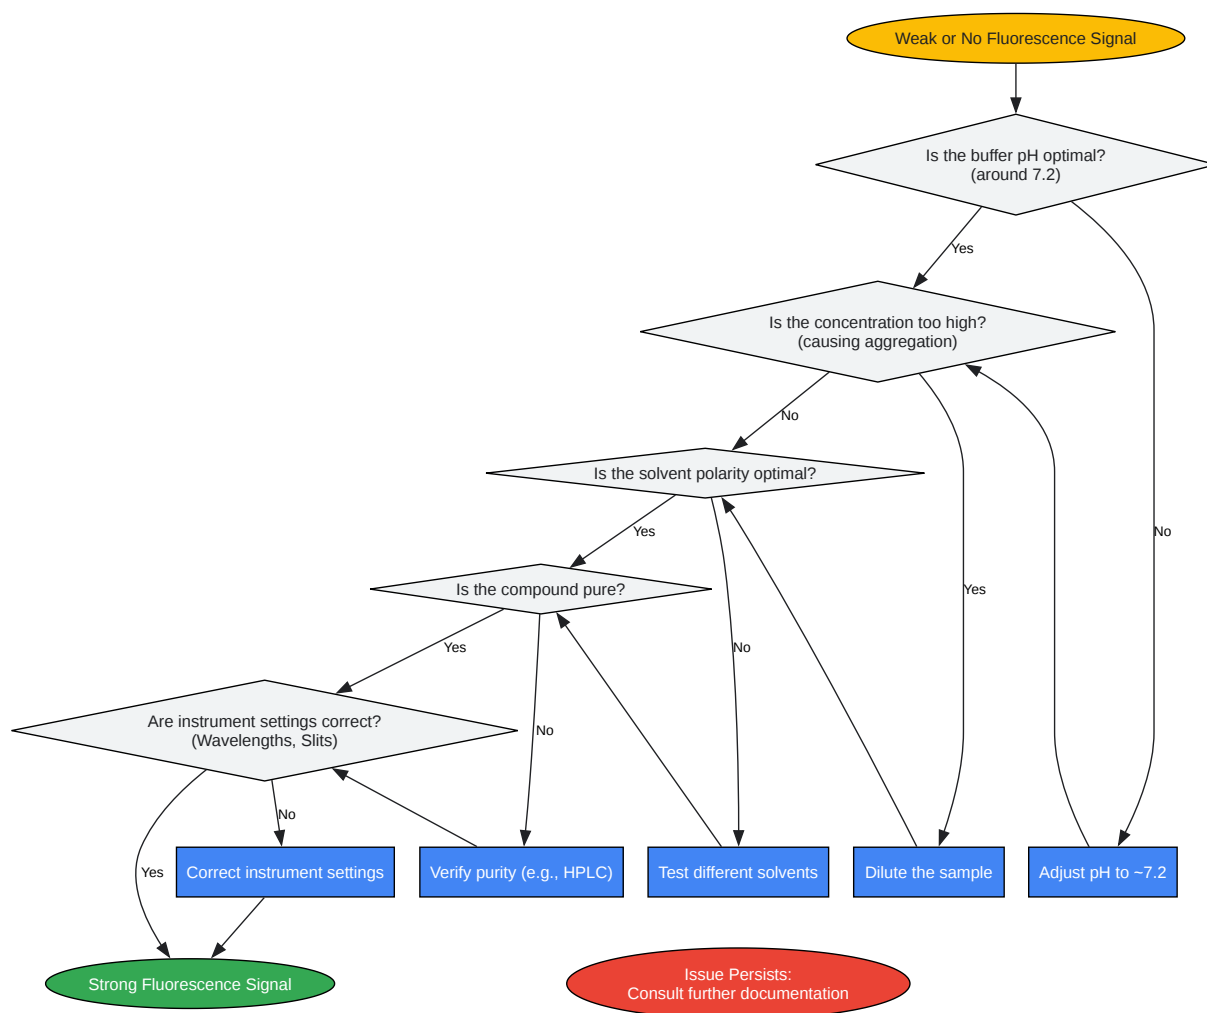 Weak or No Fluorescence Signal
Is the buffer pH optimal?
(around 7.2)
Yes
Is the concentration too high?
(causing aggregation)
No
Is the solvent polarity optimal?
Yes
No
Is the compound pure?
Yes
Yes
No
Are instrument settings correct?
(Wavelengths, Slits)
No
No
Yes
Correct instrument settings
Verify purity (e.g., HPLC)
Test different solvents
Dilute the sample
Adjust pH to ~7.2
Strong Fluorescence Signal
Issue Persists:
Consult further documentation